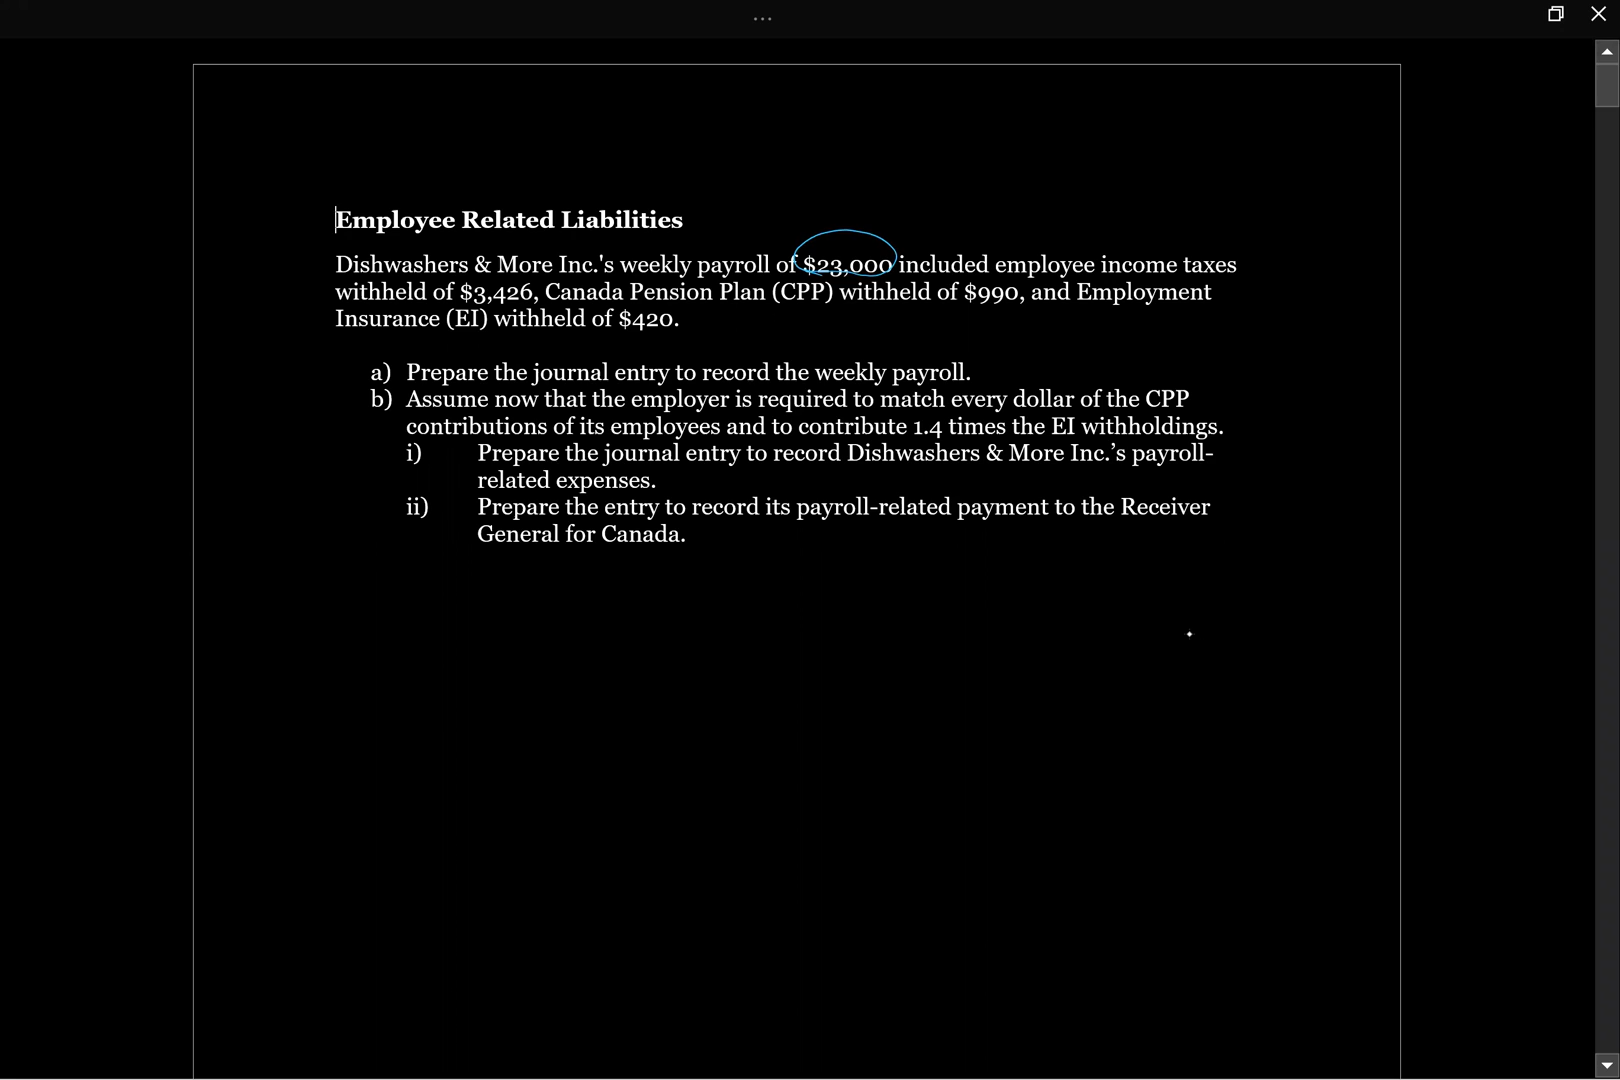 Employee Related Liabilities
Dishwashers & More Inc.'s weekly payroll of $23,000 included employee income taxes
withheld of $3,426, Canada Pension Plan (CPP) withheld of $990, and Employment
Insurance (EI) withheld of $420.
a) Prepare the journal entry to record the weekly payroll.
b) Assume now that the employer is required to match every dollar of the CPP
contributions of its employees and to contribute 1.4 times the EI withholdings.
i) Prepare the journal entry to record Dishwashers & More Inc.’s payroll-
related expenses.
ii) Prepare the entry to record its payroll-related payment to the Receiver
General for Canada.